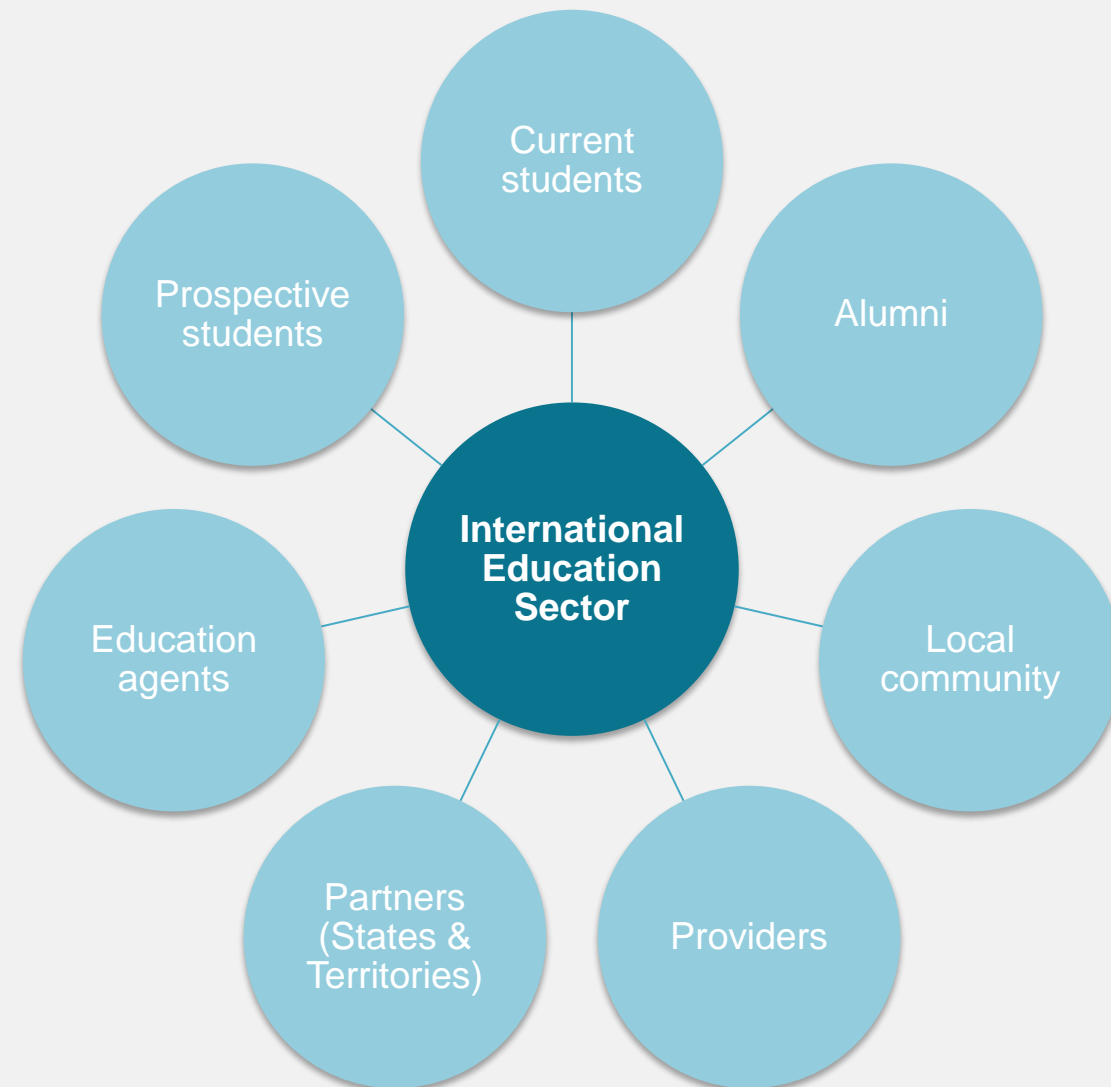 Current
students
Prospective
students
Alumni
International
Education
Sector
Education
agents
Local
community
Partners
(States &
Territories)
Providers